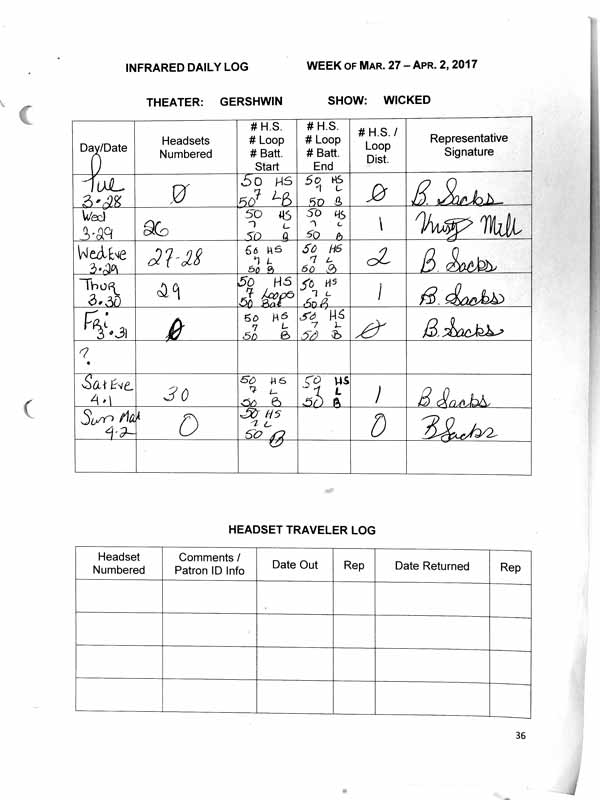 INFRARED DAILY LOG WEEK OF MAR. 27 – APR. 2, 2017
THEATER: GERSHWIN SHOW: WICKED
Day/Date
Headsets
Numbered
# H.S.
# Loop
# Batt.
Start
# H.S.
# Loop
# Batt.
End
# H.S. /
Loop
Dist.
Representative
Signature
Tue
3.28
0
50 HS
7 L
50 B
50 HS
7 L
50 B
0
B. Sacks
Wed
3.29
26
50 HS
7 L
50 B
50 HS
7 L
50 B
1
Wed Eve
3.29
27-28
50 HS
7 L
50 B
50 HS
7 L
50 B
2
B. Sacks
Thur
3.30
29
50 HS
7 Loops
50 Bat
50 HS
7 L
50 B
1
B. Sacks
Fri
3.31
0
50 HS
7 L
50 B
50 HS
7 L
50 B
0
B. Sacks
?
Sat Eve
4.1
30
50 HS
7 L
50 B
50 HS
7 L
50 B
1
B Sacks
Sun Mat
4.2
0
50 HS
7 L
50 B
0
B Sacks
HEADSET TRAVELER LOG
Headset
Numbered
Comments /
Patron ID Info
Date Out
Rep
Date Returned
Rep
36